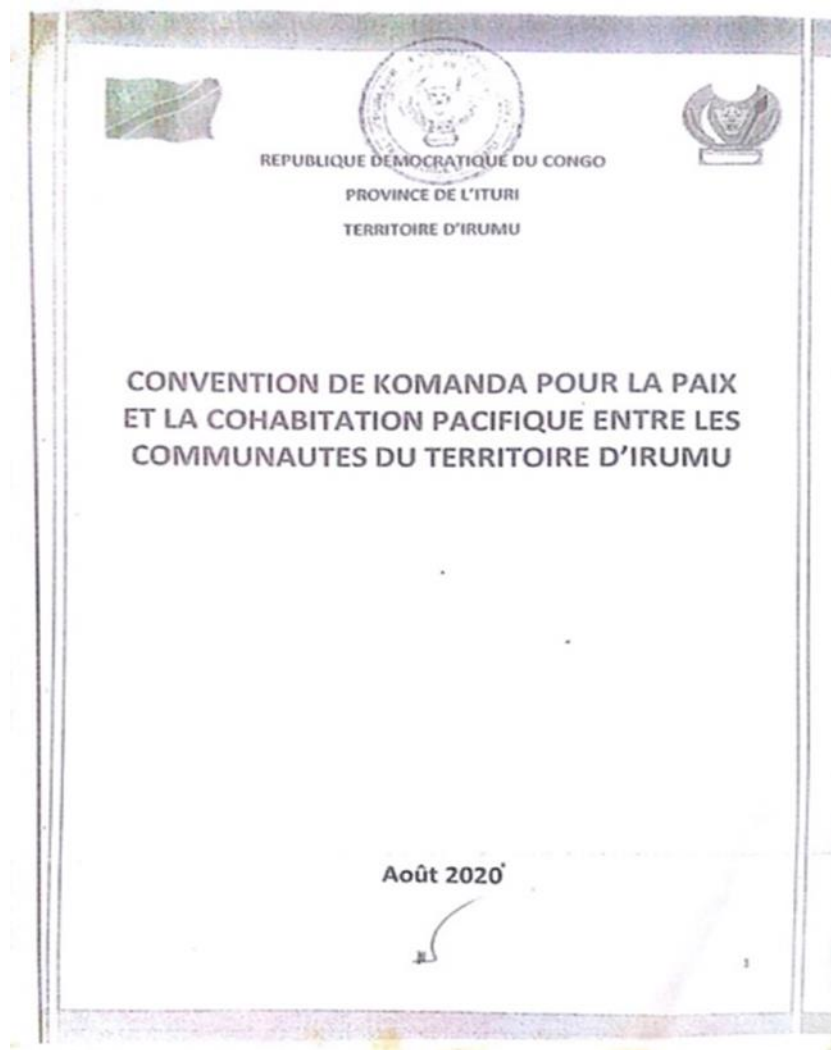 REPUBLIQUE DEMOCRATIQUE DU CONGO
PROVINCE DE L'ITURI
TERRITOIRE D'IRUMU
CONVENTION DE KOMANDA POUR LA PAIX
ET LA COHABITATION PACIFIQUE ENTRE LES
COMMUNAUTES DU TERRITOIRE D'IRUMU
Août 2020
1